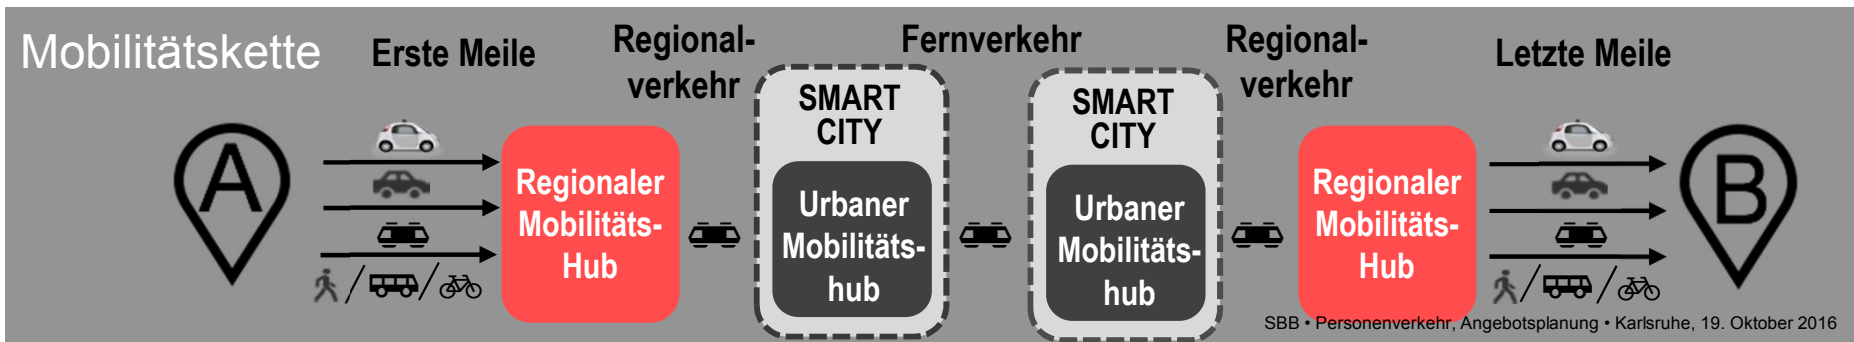 Mobilitätskette
Erste Meile
Regional-
verkehr
Fernverkehr
Regional-
verkehr
Letzte Meile
A
Regionaler
Mobilitäts-
Hub
SMART
CITY
Urbaner
Mobilitäts-
hub
SMART
CITY
Urbaner
Mobilitäts-
hub
Regionaler
Mobilitäts-
Hub
B
SBB • Personenverkehr, Angebotsplanung • Karlsruhe, 19. Oktober 2016